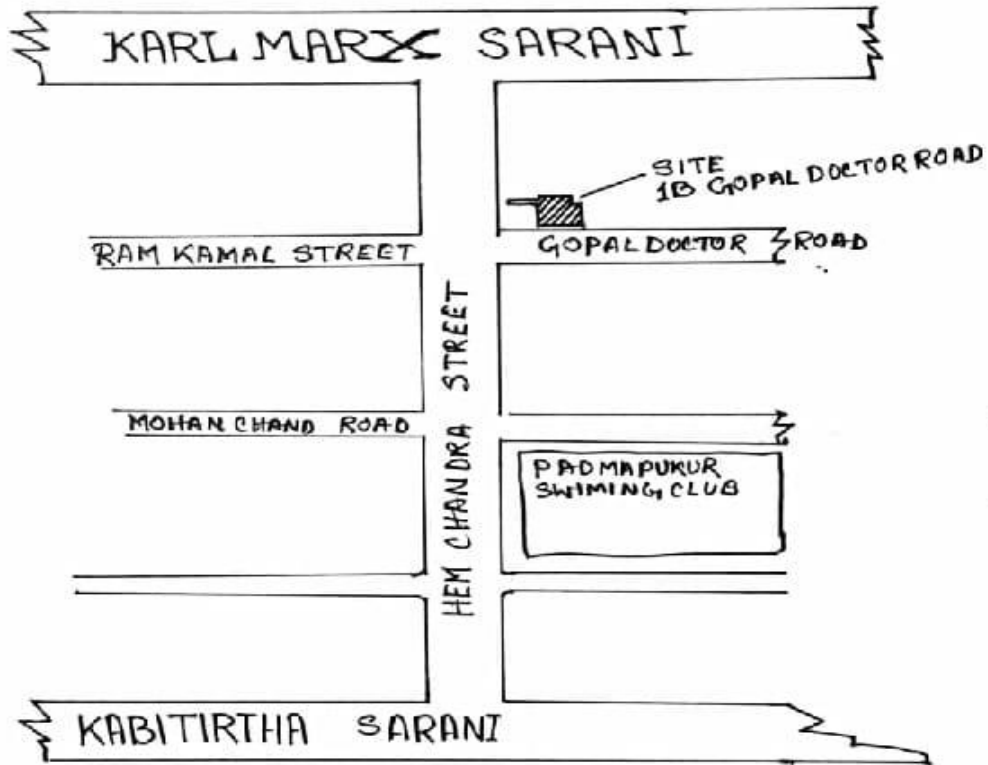 KARL MARX SARANI
SITE
1B GOPAL DOCTOR ROAD
RAM KAMAL STREET
GOPAL DOCTOR ROAD
HEM CHANDRA STREET
MOHAN CHAND ROAD
PADMAPUKUR
SWIMING CLUB
KABITIRTHA SARANI